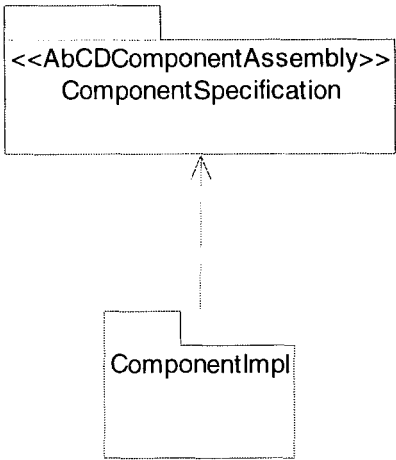 <<AbCDComponentAssembly>>
ComponentSpecification
ComponentImpl